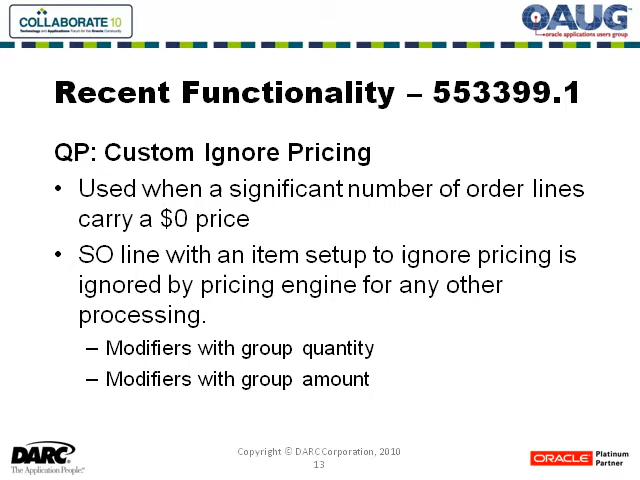 COLLABORATE 10
Technology and Applications Forum for the Oracle Community
OAUG
oracle applications users group
Recent Functionality – 553399.1
QP: Custom Ignore Pricing
• Used when a significant number of order lines
carry a $0 price
• SO line with an item setup to ignore pricing is
ignored by pricing engine for any other
processing.
– Modifiers with group quantity
– Modifiers with group amount
DARC
The Application People.
Copyright © DARC Corporation, 2010
13
ORACLE Platinum
Partner